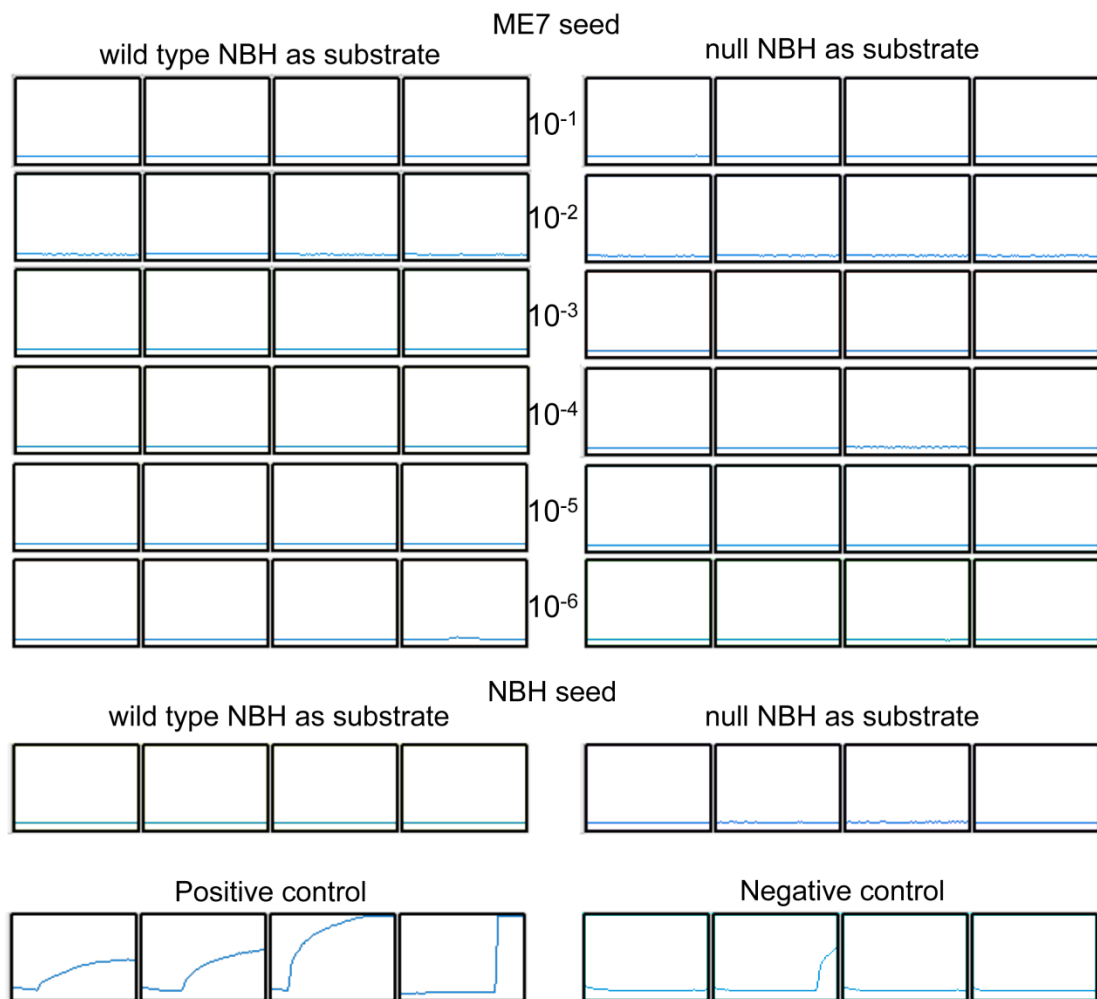 ME7 seed
wild type NBH as substrate
null NBH as substrate
10-1
10-2
10-3
10-4
10-5
10-6
NBH seed
wild type NBH as substrate
null NBH as substrate
Positive control
Negative control